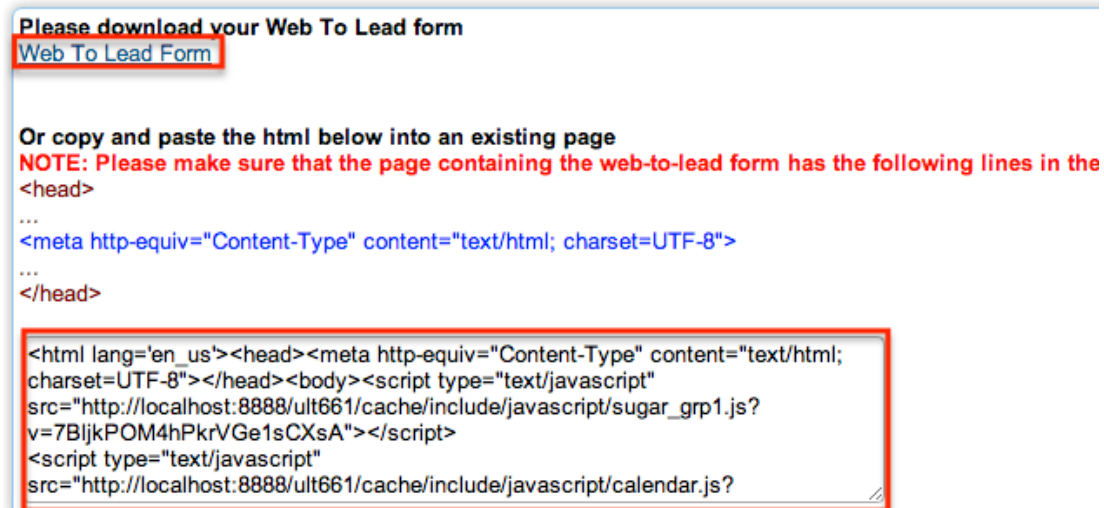 Please download your Web To Lead form
Web To Lead Form
Or copy and paste the html below into an existing page
NOTE: Please make sure that the page containing the web-to-lead form has the following lines in the
<head>
...
<meta http-equiv="Content-Type" content="text/html; charset=UTF-8">
...
</head>
<html lang='en_us'><head><meta http-equiv="Content-Type" content="text/html;
charset=UTF-8"></head><body><script type="text/javascript"
src="http://localhost:8888/ult661/cache/include/javascript/sugar_grp1.js?
v=7BljkPOM4hPkrVGe1sCXsA"></script>
<script type="text/javascript"
src="http://localhost:8888/ult661/cache/include/javascript/calendar.js?